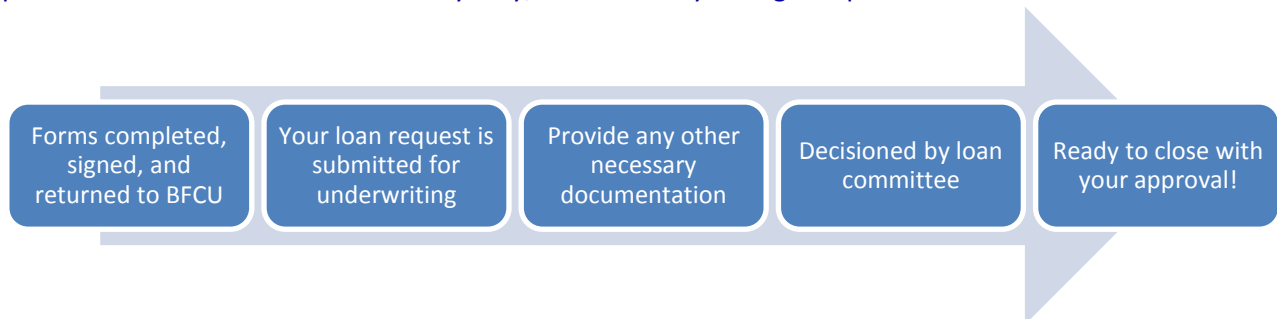 Forms completed,
signed, and
returned to BFCU
Your loan request is
submitted for
underwriting
Provide any other
necessary
documentation
Decisioned by loan
committee
Ready to close with
your approval!